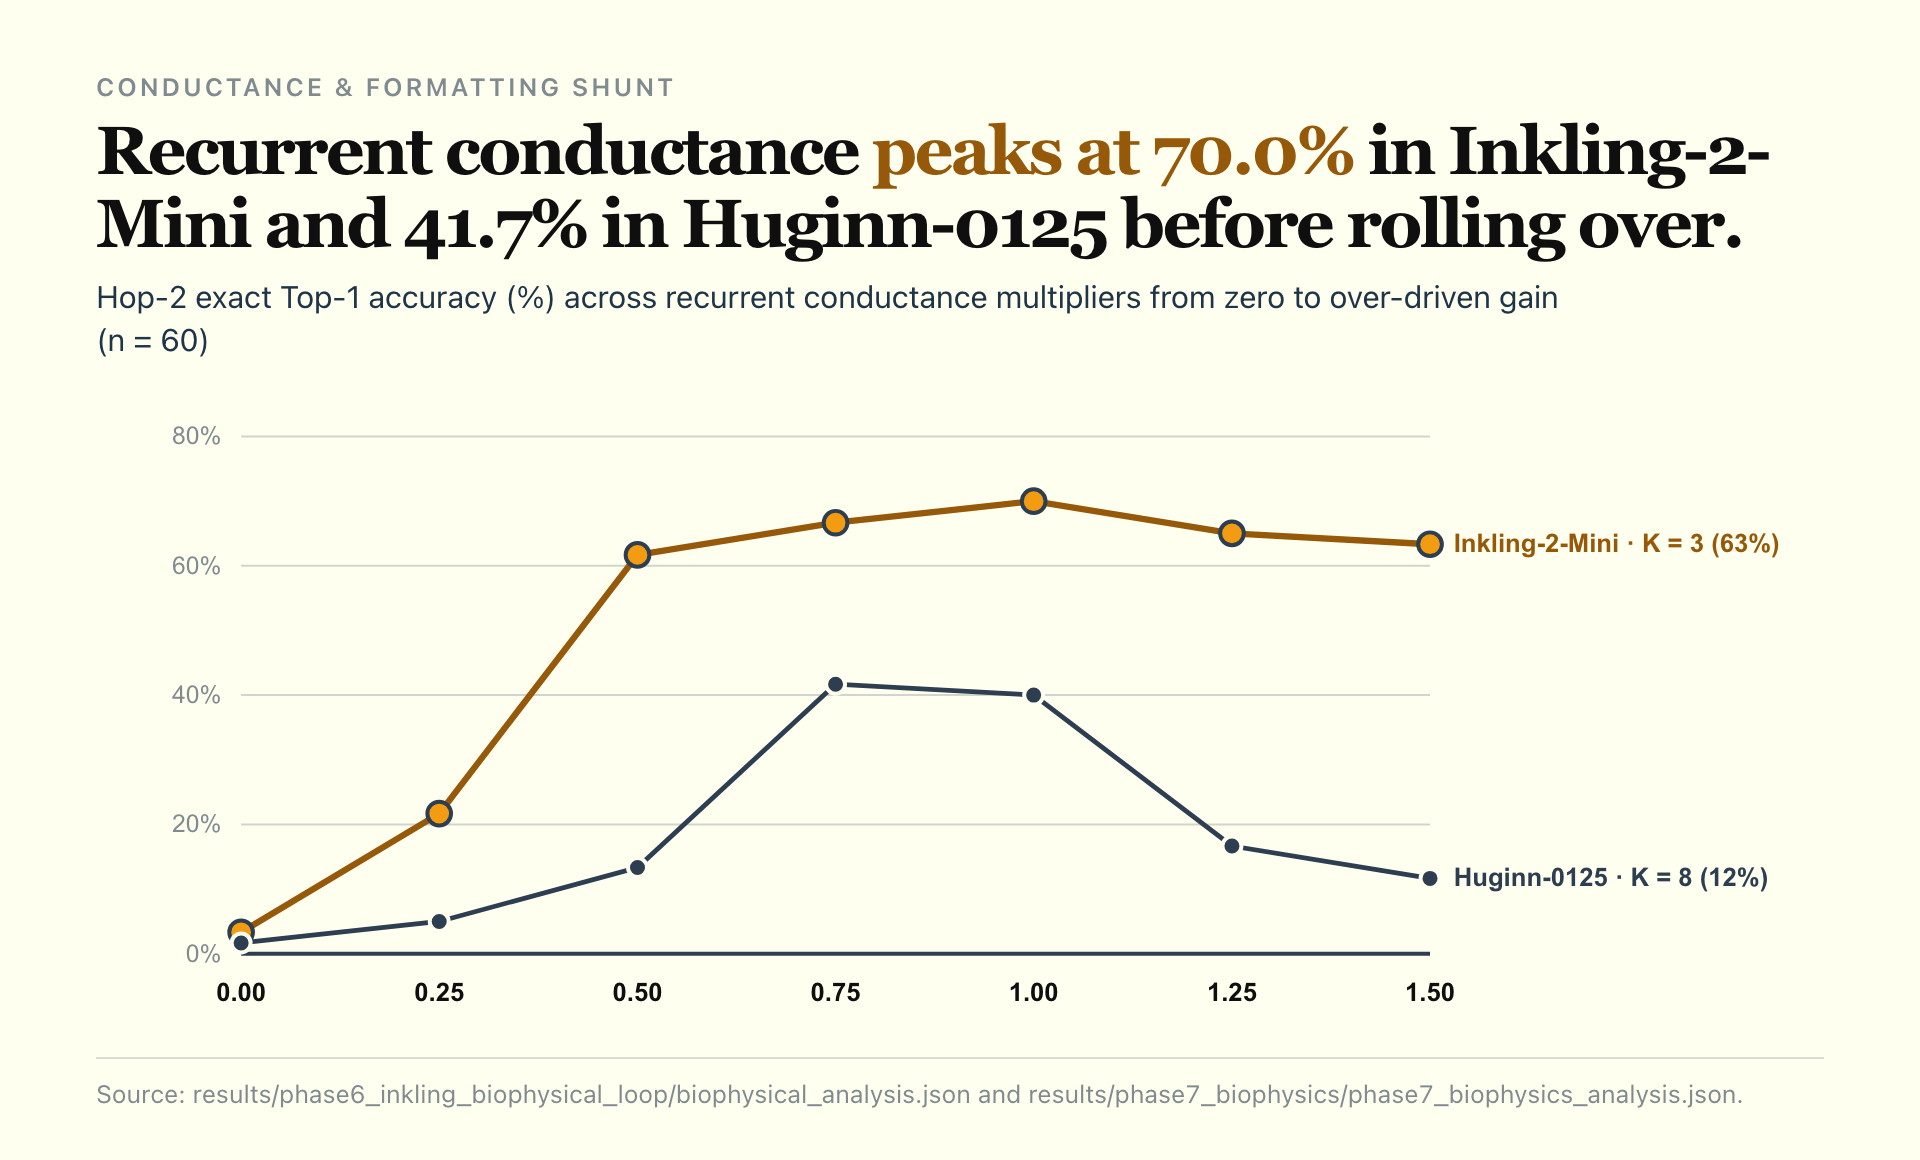 CONDUCTANCE & FORMATTING SHUNT
Recurrent conductance peaks at 70.0% in Inkling-2-
Mini and 41.7% in Huginn-0125 before rolling over.
Hop-2 exact Top-1 accuracy (%) across recurrent conductance multipliers from zero to over-driven gain
(n = 60)
80%
60%
Inkling-2-Mini · K = 3 (63%)
40%
20%
Huginn-0125 · K = 8 (12%)
0%
0.00 0.25 0.50 0.75 1.00 1.25 1.50
Source: results/phase6_inkling_biophysical_loop/biophysical_analysis.json and results/phase7_biophysics/phase7_biophysics_analysis.json.